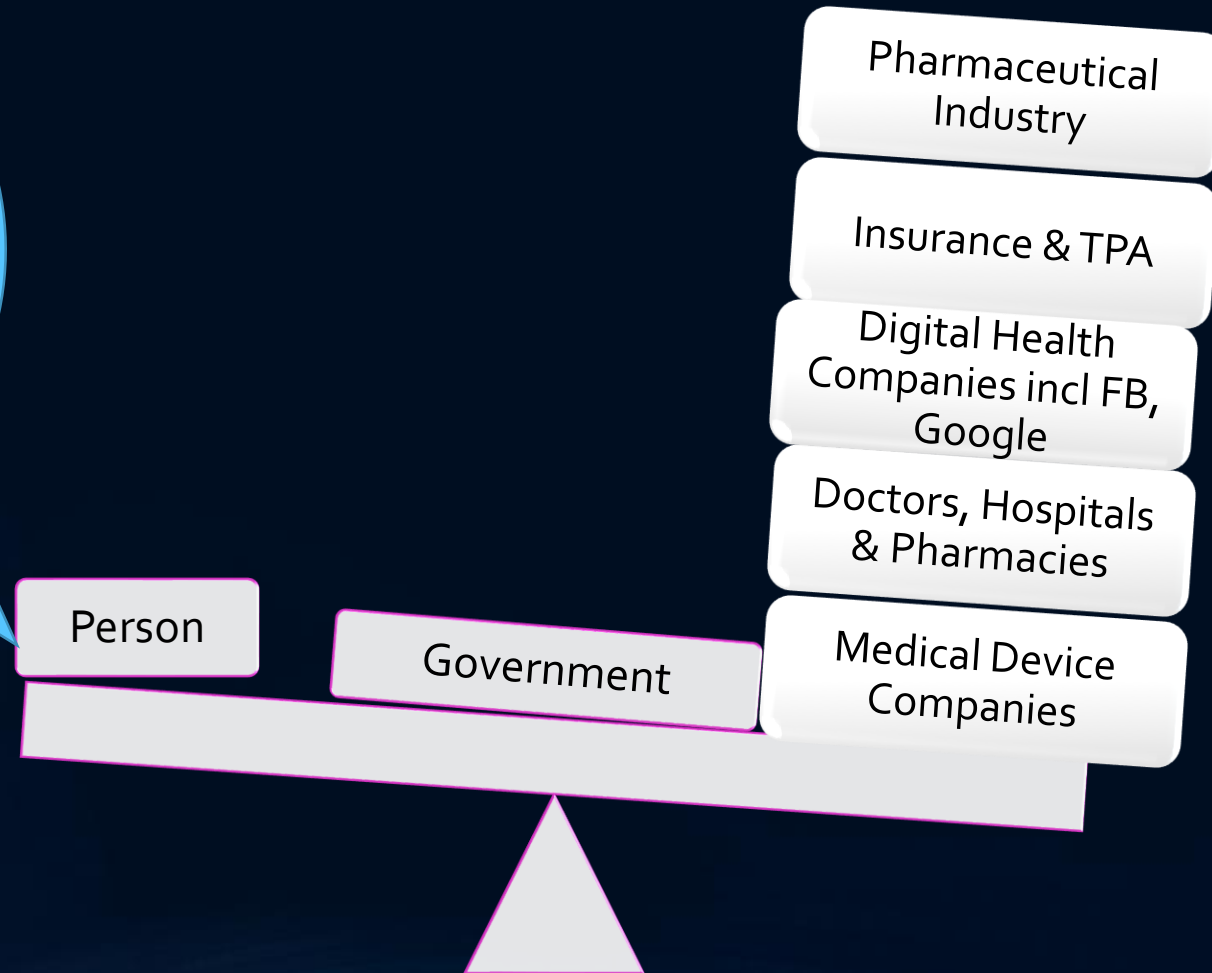 Pharmaceutical
Industry
Insurance & TPA
Digital Health
Companies incl FB,
Google
Doctors, Hospitals
& Pharmacies
Person
Government
Medical Device
Companies